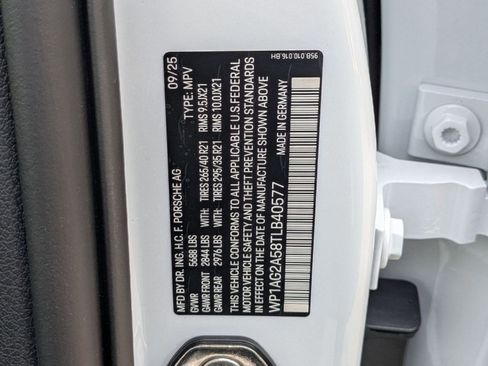 MFD BY DR. ING. H.C. F. PORSCHE AG
09/25
GVWR 5688 LBS TYPE: MPV
GAWR FRONT 2844 LBS WITH: TIRES 265/40 R21 RIMS 9.5JX21
GAWR REAR 2976 LBS WITH: TIRES 295/35 R21 RIMS 10.0JX21
THIS VEHICLE CONFORMS TO ALL APPLICABLE U.S. FEDERAL
MOTOR VEHICLE SAFETY AND THEFT PREVENTION STANDARDS
IN EFFECT ON THE DATE OF MANUFACTURE SHOWN ABOVE
WP1AG2A58TLB40577 MADE IN GERMANY
95B.010.016.BH